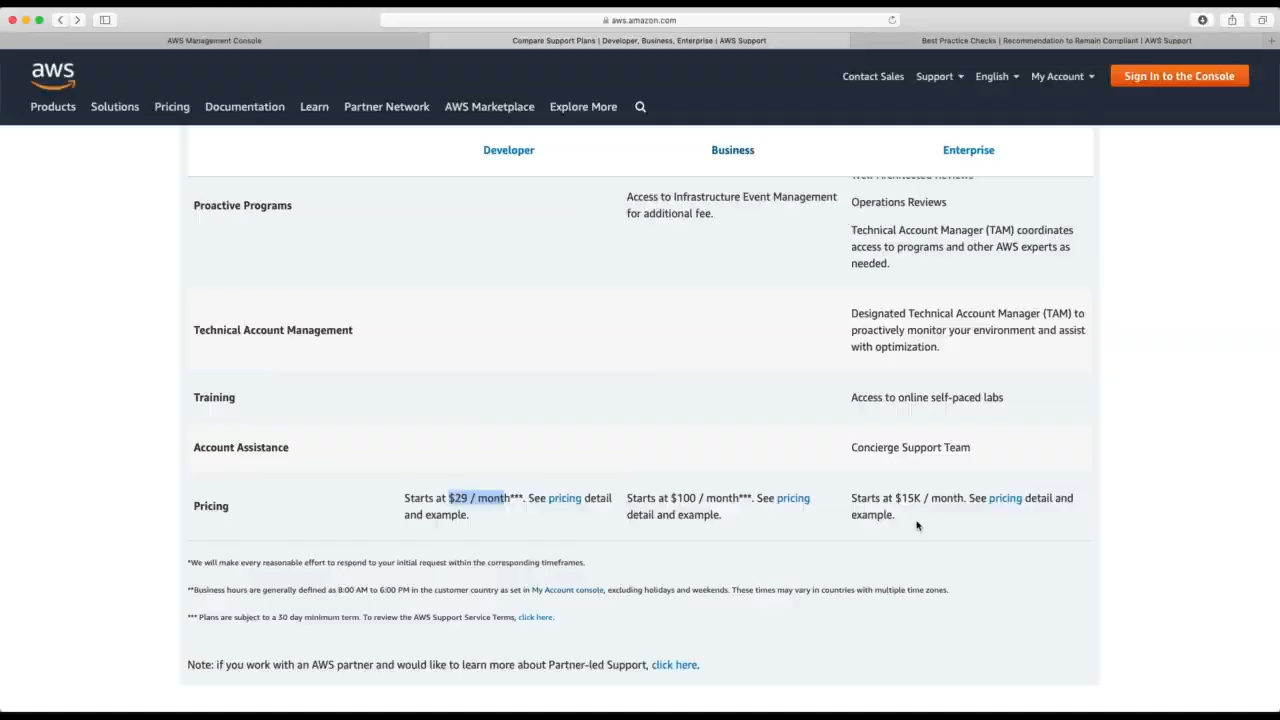 aws.amazon.com
AWS Management Console
Compare Support Plans | Developer, Business, Enterprise | AWS Support
Best Practice Checks | Recommendation to Remain Compliant | AWS Support
aws
Contact Sales
Support
English
My Account
Sign In to the Console
Products
Solutions
Pricing
Documentation
Learn
Partner Network
AWS Marketplace
Explore More
Developer
Business
Enterprise
Well-Architected Reviews
Proactive Programs
Access to Infrastructure Event Management
for additional fee.
Operations Reviews
Technical Account Manager (TAM) coordinates
access to programs and other AWS experts as
needed.
Technical Account Management
Designated Technical Account Manager (TAM) to
proactively monitor your environment and assist
with optimization.
Training
Access to online self-paced labs
Account Assistance
Concierge Support Team
Pricing
Starts at $29 / month***. See pricing detail
and example.
Starts at $100 / month***. See pricing
detail and example.
Starts at $15K / month. See pricing detail and
example.
*We will make every reasonable effort to respond to your initial request within the corresponding timeframes.
**Business hours are generally defined as 8:00 AM to 6:00 PM in the customer country as set in My Account console, excluding holidays and weekends. These times may vary in countries with multiple time zones.
*** Plans are subject to a 30 day minimum term. To review the AWS Support Service Terms, click here.
Note: if you work with an AWS partner and would like to learn more about Partner-led Support, click here.